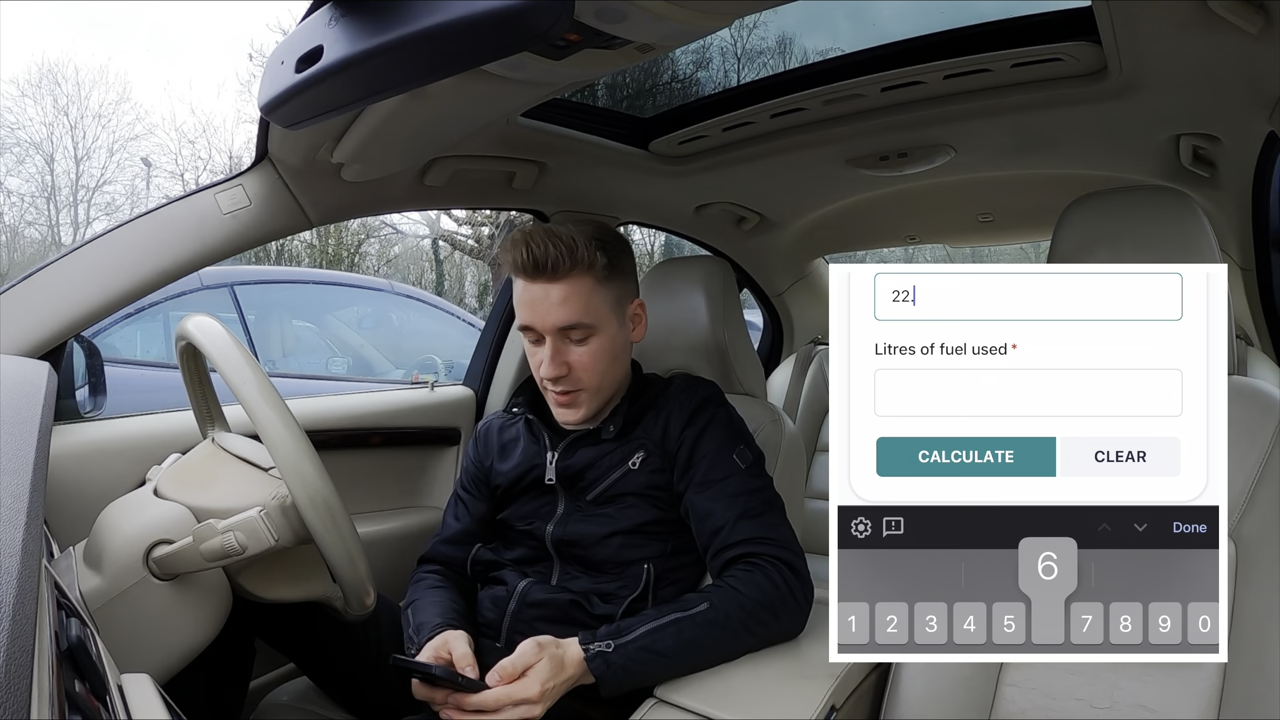 22.
Litres of fuel used *
CALCULATE CLEAR
Done
6
1 2 3 4 5 7 8 9 0